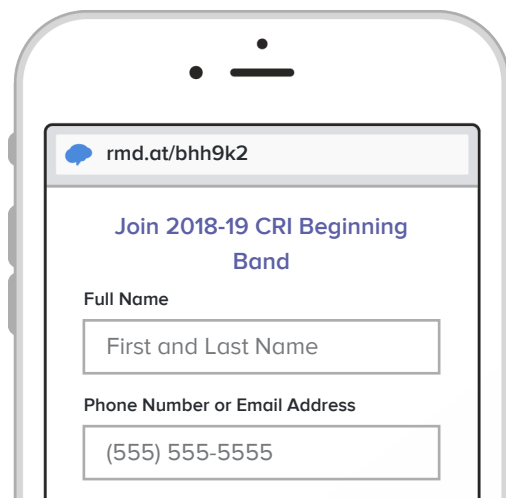 rmd.at/bhh9k2
Join 2018-19 CRI Beginning
Band
Full Name
First and Last Name
Phone Number or Email Address
(555) 555-5555